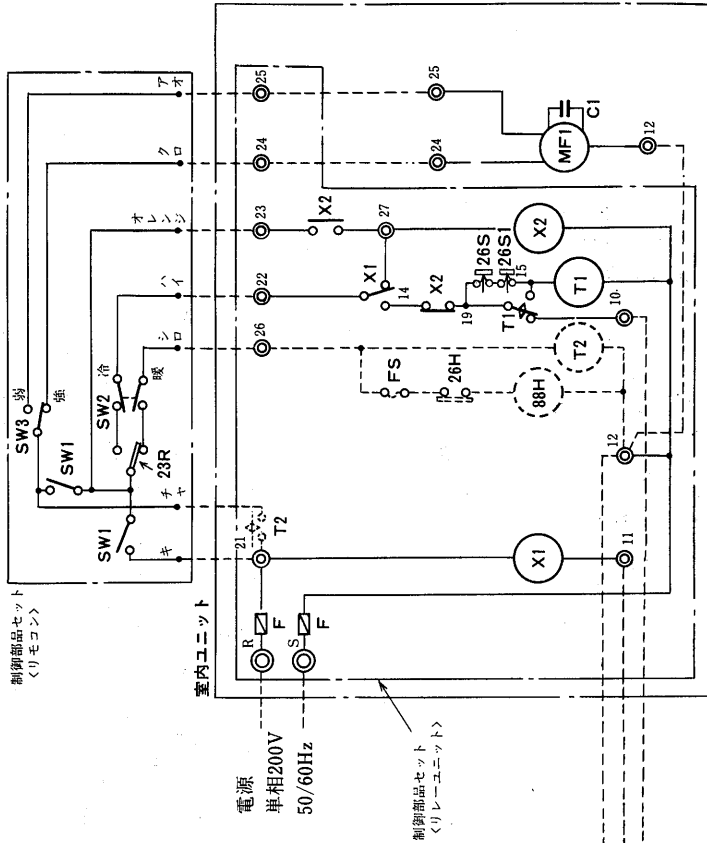 制御部品セット
<リモコン>
SW3
弱
強
SW1
SW2
冷
暖
23R
SW1
キ
チャ
シロ
ハイ
オレンジ
クロ
アオ
室内ユニット
21
T2
26
22
23
24
25
X2
27
X1
14
X2
19
26S
26S1
15
T1
T1
10
X2
24
25
MF1
C1
12
FS
26H
88H
T2
12
X1
11
R
F
S
F
電源
単相200V
50/60Hz
制御部品セット
<リレーユニット>